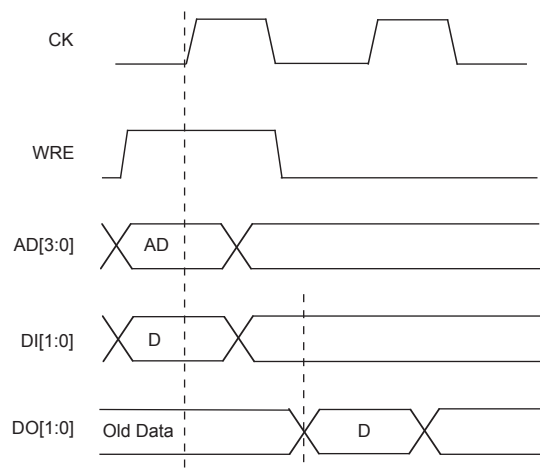 CK
WRE
AD[3:0]
AD
DI[1:0]
D
DO[1:0]
Old Data
D